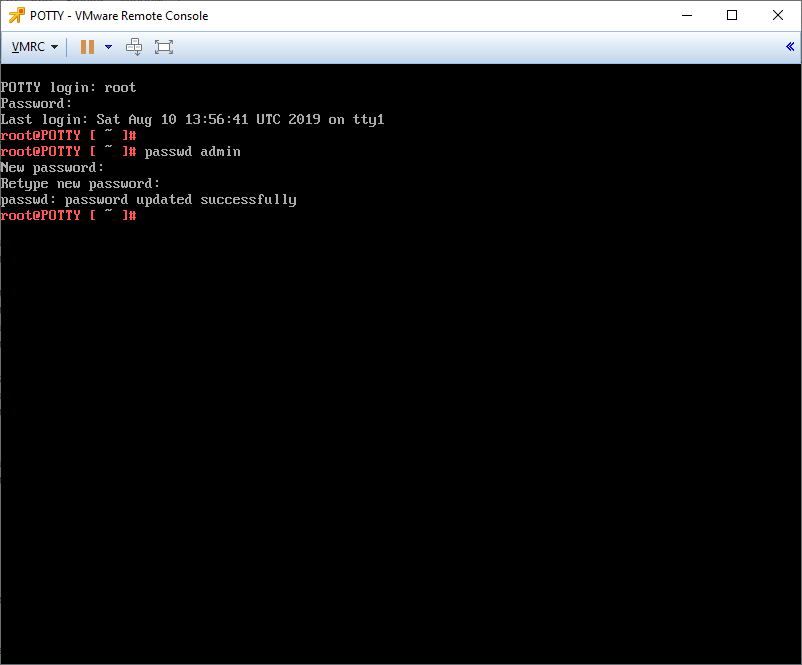 POTTY - VMware Remote Console
VMRC
POTTY login: root
Password:
Last login: Sat Aug 10 13:56:41 UTC 2019 on tty1
root@POTTY [ ~ ]#
root@POTTY [ ~ ]# passwd admin
New password:
Retype new password:
passwd: password updated successfully
root@POTTY [ ~ ]#